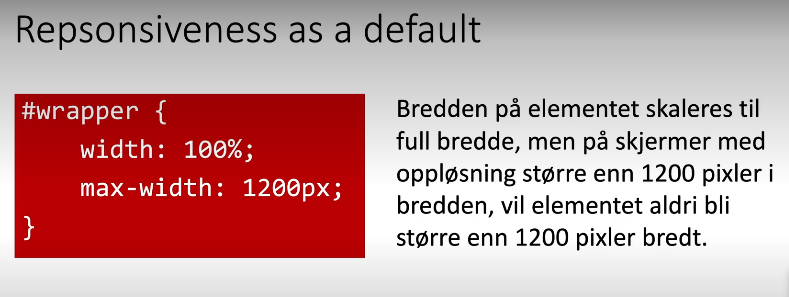 Repsonsiveness as a default
#wrapper {
width: 100%;
max-width: 1200px;
}
Bredden på elementet skaleres til
full bredde, men på skjermer med
oppløsning større enn 1200 pixler i
bredden, vil elementet aldri bli
større enn 1200 pixler bredt.